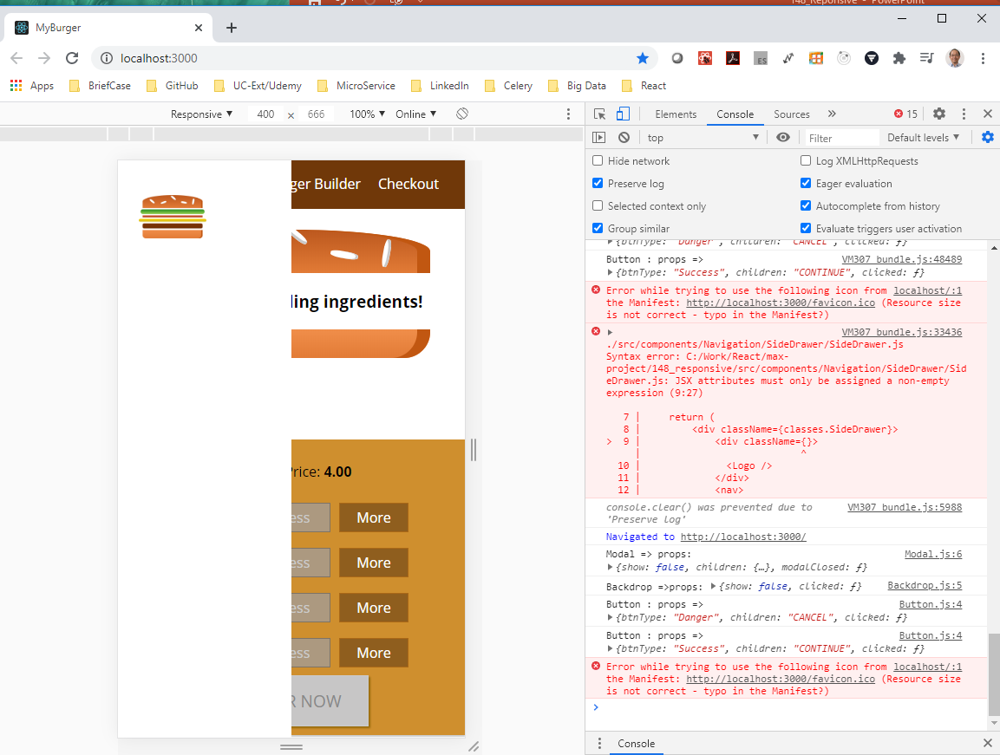 148_Reponsive - PowerPoint
MyBurger
localhost:3000
Apps BriefCase GitHub UC-Ext/Udemy MicroService LinkedIn Celery Big Data React
Responsive ▼ 400 × 666 100% ▼ Online ▼
ger Builder Checkout
ling ingredients!
Price: 4.00
ess More
ess More
ess More
ess More
R NOW
Elements Console Sources » 15
top ▼ Filter Default levels ▼
Hide network Log XMLHttpRequests
Preserve log Eager evaluation
Selected context only Autocomplete from history
Group similar Evaluate triggers user activation
{btnType: "Danger", children: "CANCEL", clicked: ƒ}
Button : props => VM307 bundle.js:48489
{btnType: "Success", children: "CONTINUE", clicked: ƒ}
Error while trying to use the following icon from localhost/:1
the Manifest: http://localhost:3000/favicon.ico (Resource size
is not correct - typo in the Manifest?)
VM307 bundle.js:33436
./src/components/Navigation/SideDrawer/SideDrawer.js
Syntax error: C:/Work/React/max-
project/148_responsive/src/components/Navigation/SideDrawer/Sid
eDrawer.js: JSX attributes must only be assigned a non-empty
expression (9:27)
7 | return (
8 | <div className={classes.SideDrawer}>
> 9 | <div className={}>
| ^
10 | <Logo />
11 | </div>
12 | <nav>
console.clear() was prevented due to VM307 bundle.js:5988
'Preserve log'
Navigated to http://localhost:3000/
Modal => props: Modal.js:6
{show: false, children: {…}, modalClosed: ƒ}
Backdrop =>props: {show: false, clicked: ƒ} Backdrop.js:5
Button : props => Button.js:4
{btnType: "Danger", children: "CANCEL", clicked: ƒ}
Button : props => Button.js:4
{btnType: "Success", children: "CONTINUE", clicked: ƒ}
Error while trying to use the following icon from localhost/:1
the Manifest: http://localhost:3000/favicon.ico (Resource size
is not correct - typo in the Manifest?)
>
Console